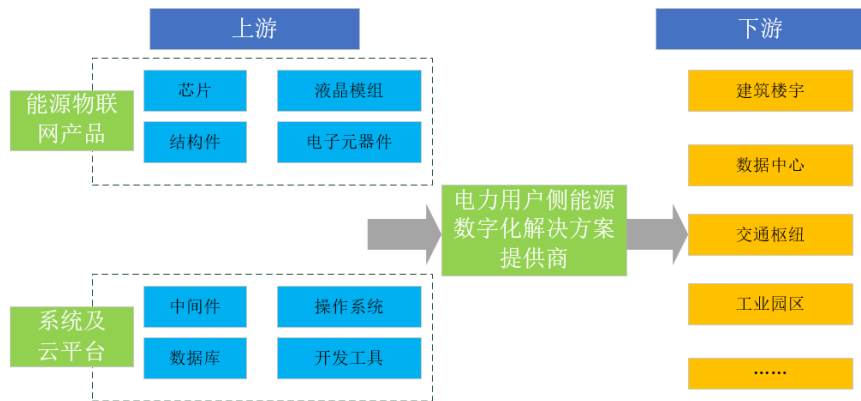 上游
下游
能源物联
网产品
芯片
液晶模组
结构件
电子元器件
系统及
云平台
中间件
操作系统
数据库
开发工具
电力用户侧能源
数字化解决方案
提供商
建筑楼宇
数据中心
交通枢纽
工业园区
……